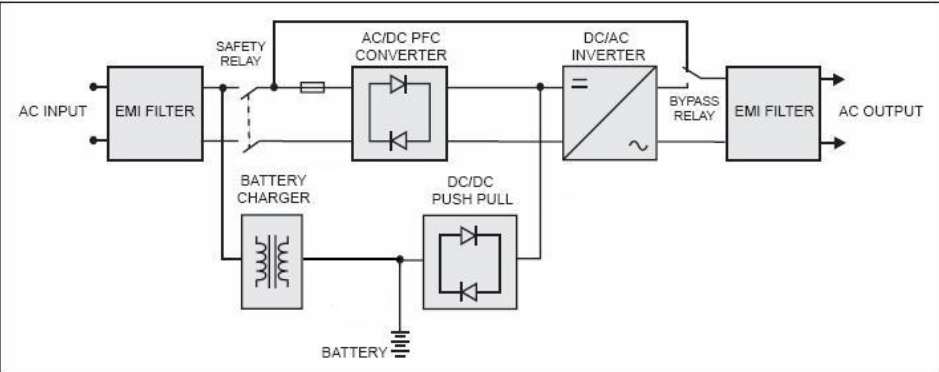 SAFETY
RELAY
AC/DC PFC
CONVERTER
DC/AC
INVERTER
AC INPUT
EMI FILTER
BYPASS
RELAY
EMI FILTER
AC OUTPUT
BATTERY
CHARGER
DC/DC
PUSH PULL
BATTERY